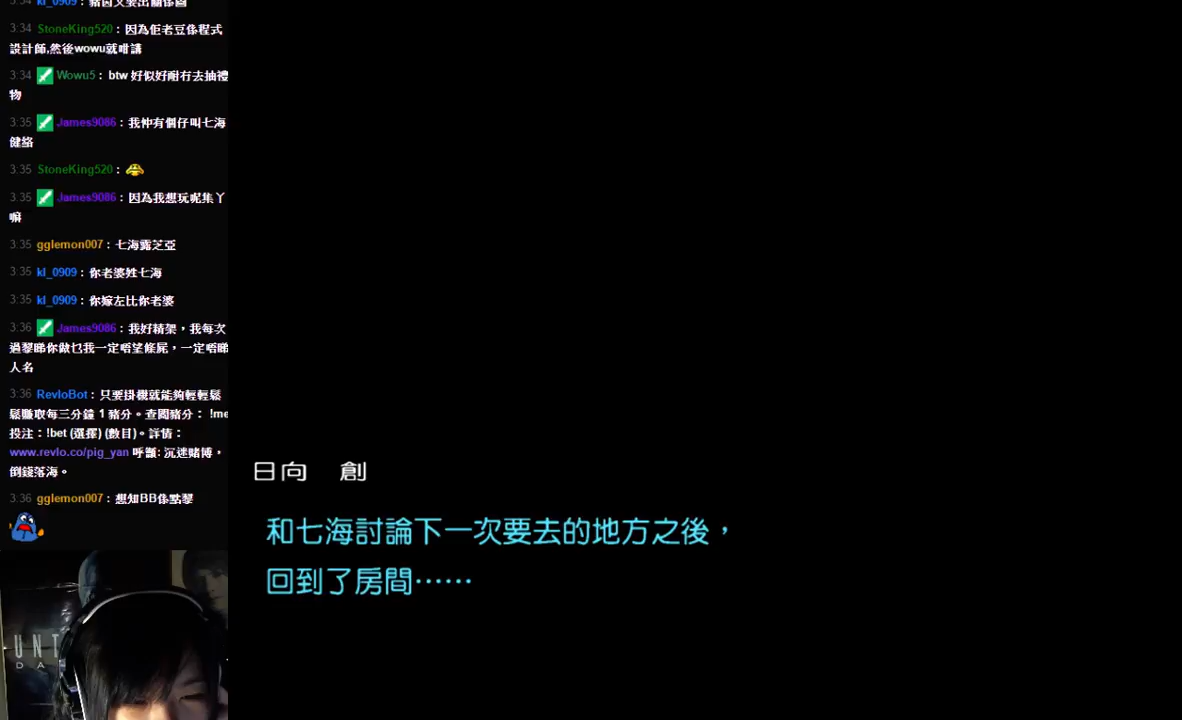 3:34 StoneKing520 : 因為佢老豆係程式
設計師,然後wowu就咁講
3:34 Wowu5 : btw 好似好耐冇去抽禮
物
3:35 James9086 : 我仲有個仔叫七海
健絡
3:35 StoneKing520 :
3:35 James9086 : 因為我想玩呢集丫
嘛
3:35 gglemon007 : 七海露芝亞
3:35 kl_0909 : 你老婆姓七海
3:35 kl_0909 : 你嫁左比你老婆
3:36 James9086 : 我好精架，我每次
過黎睇你做乜我一定唔望條屍，一定唔睇
人名
3:36 RevloBot : 只要掛機就能夠輕輕鬆
鬆賺取每三分鐘 1 豬分。查閱豬分： !me
投注：!bet (選擇) (數目)。詳情：
www.revlo.co/pig_yan 呼籲: 沉迷賭博，
倒錢落海。
3:36 gglemon007 : 想知BB係點黎
日向 創
和七海討論下一次要去的地方之後，
回到了房間……
UNT
DA